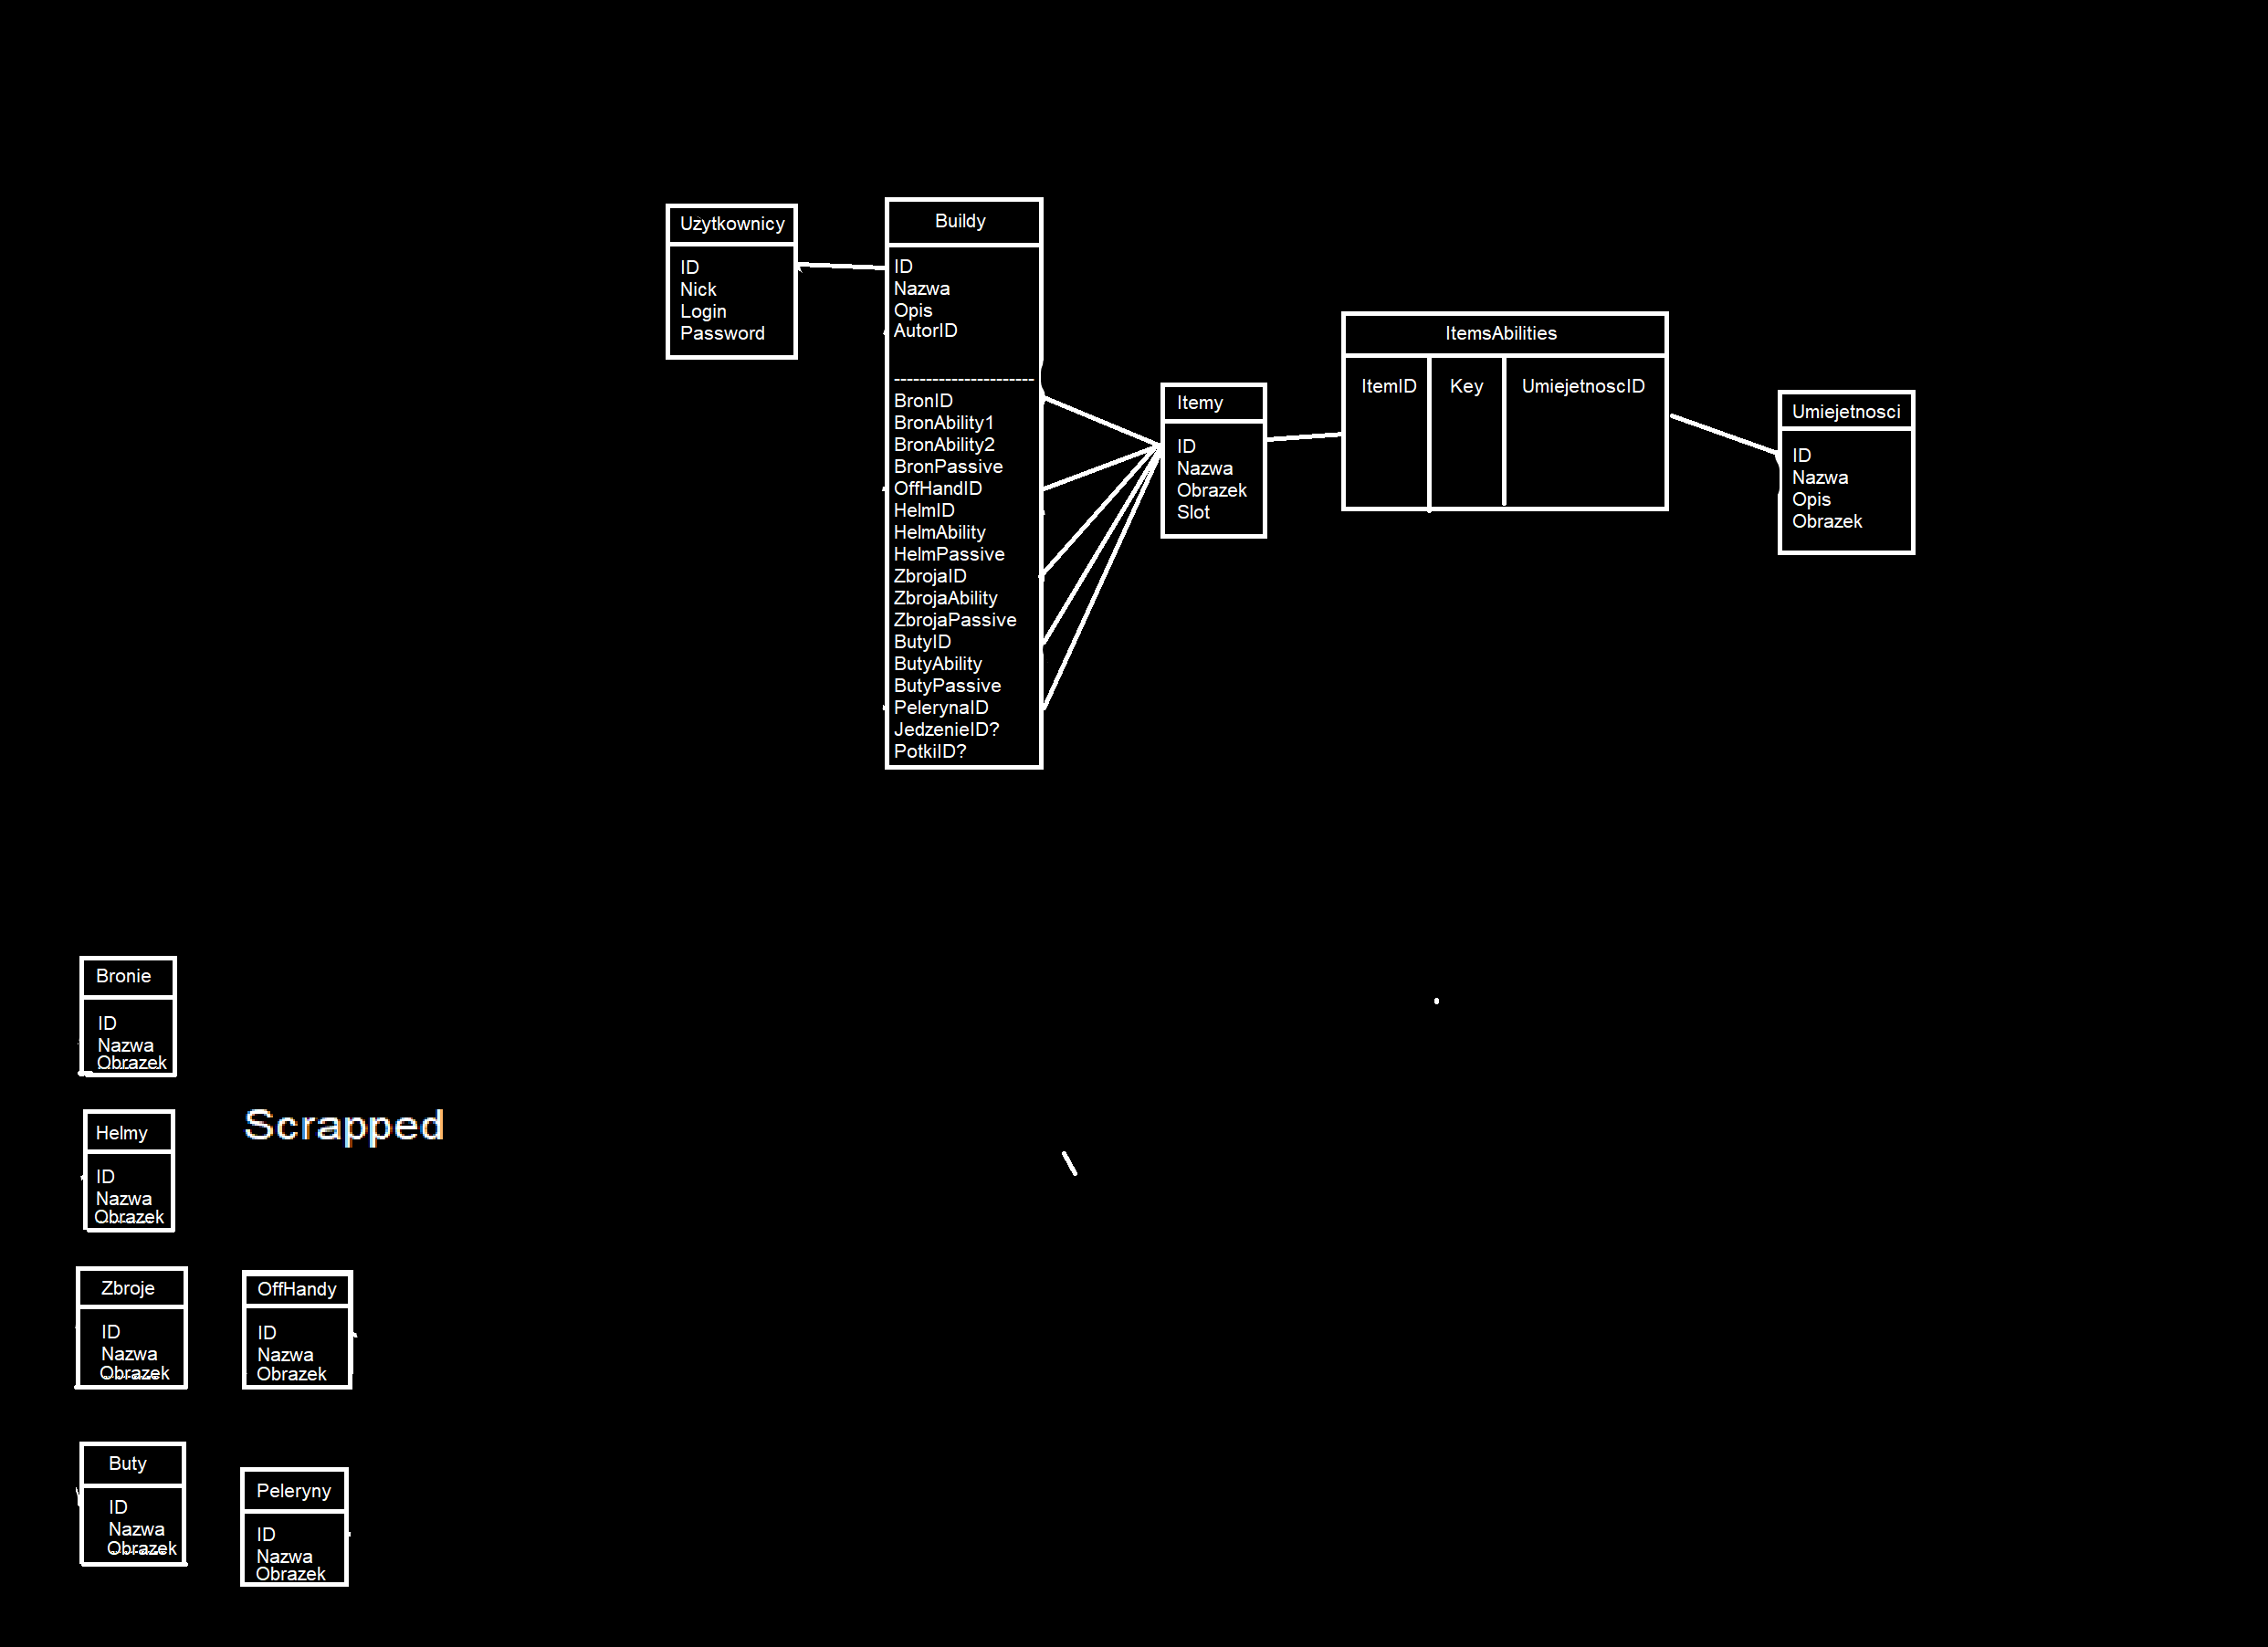 Użytkownicy
ID
Nick
Login
Password
Buildy
ID
Nazwa
Opis
AutorID
----------------------
BronID
BronAbility1
BronAbility2
BronPassive
OffHandID
HelmID
HelmAbility
HelmPassive
ZbrojaID
ZbrojaAbility
ZbrojaPassive
ButyID
ButyAbility
ButyPassive
PelerynaID
JedzenieID?
PotkiID?
Itemy
ID
Nazwa
Obrazek
Slot
ItemsAbilities
ItemID Key UmiejetnoscID
Umiejetnosci
ID
Nazwa
Opis
Obrazek
Bronie
ID
Nazwa
Obrazek
Helmy
ID
Nazwa
Obrazek
Scrapped
Zbroje
ID
Nazwa
Obrazek
OffHandy
ID
Nazwa
Obrazek
Buty
ID
Nazwa
Obrazek
Peleryny
ID
Nazwa
Obrazek